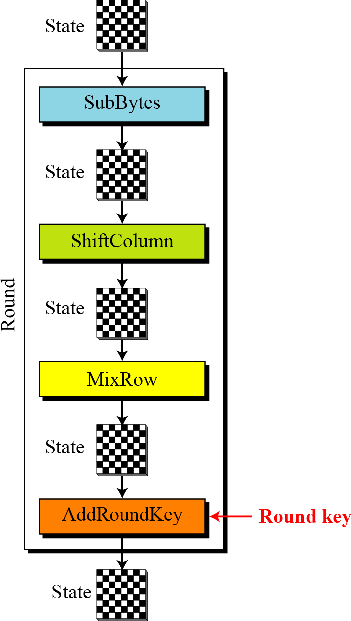 State
SubBytes
State
ShiftColumn
State
Round
MixRow
State
AddRoundKey
Round key
State